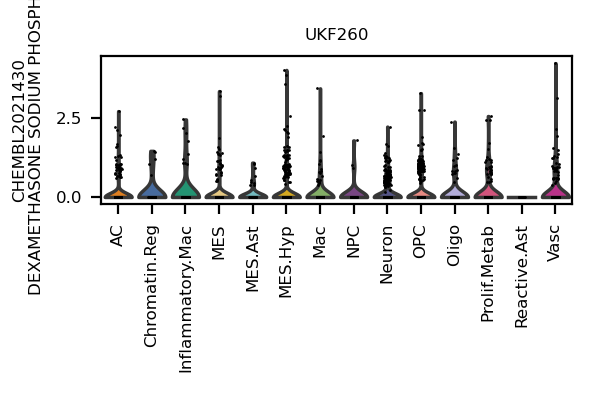 UKF260
CHEMBL2021430
DEXAMETHASONE SODIUM PHOSPH
2.5
0.0
AC
Chromatin.Reg
Inflammatory.Mac
MES
MES.Ast
MES.Hyp
Mac
NPC
Neuron
OPC
Oligo
Prolif.Metab
Reactive.Ast
Vasc